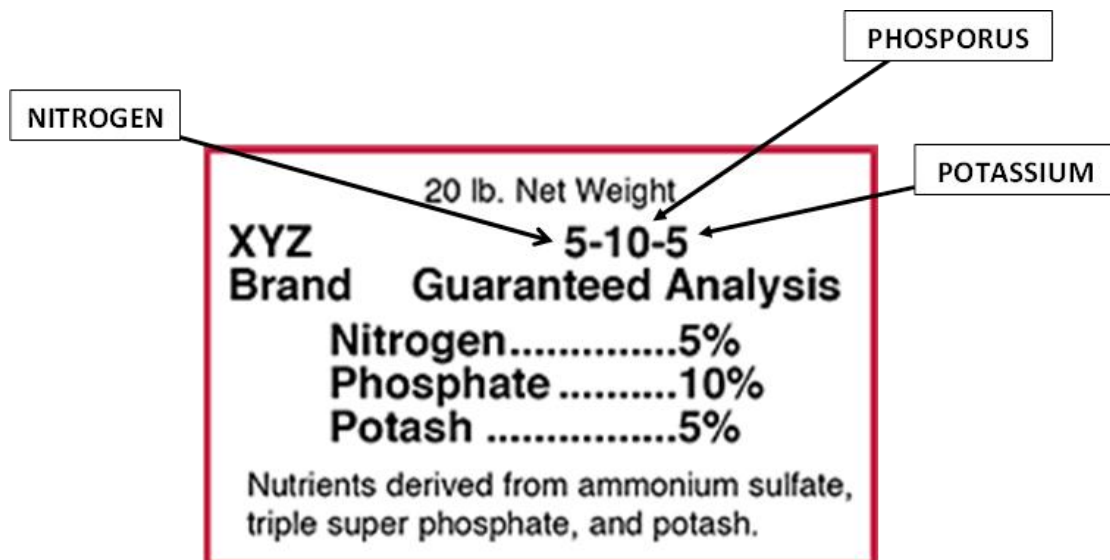 PHOSPORUS
NITROGEN
POTASSIUM
20 lb. Net Weight
XYZ 5-10-5
Brand Guaranteed Analysis
Nitrogen...............5%
Phosphate ..........10%
Potash .................5%
Nutrients derived from ammonium sulfate,
triple super phosphate, and potash.